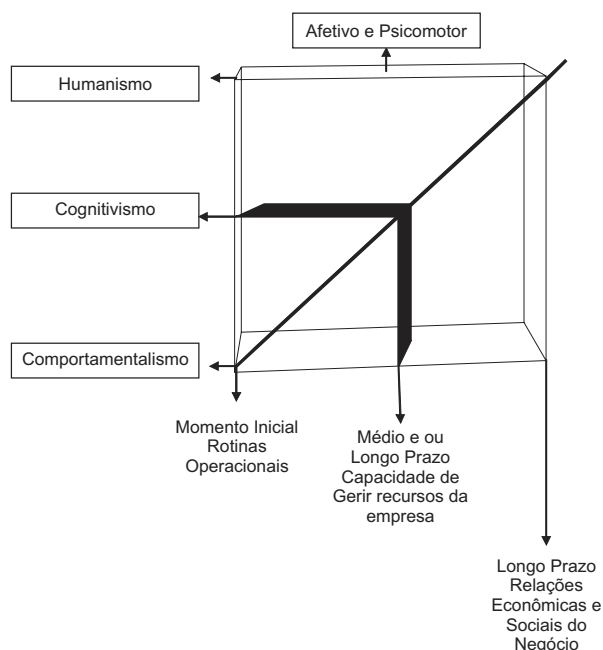 Afetivo e Psicomotor
Humanismo
Cognitivismo
Comportamentalismo
Momento Inicial
Rotinas
Operacionais
Médio e ou
Longo Prazo
Capacidade de
Gerir recursos da
empresa
Longo Prazo
Relações
Econômicas e
Sociais do
Negócio